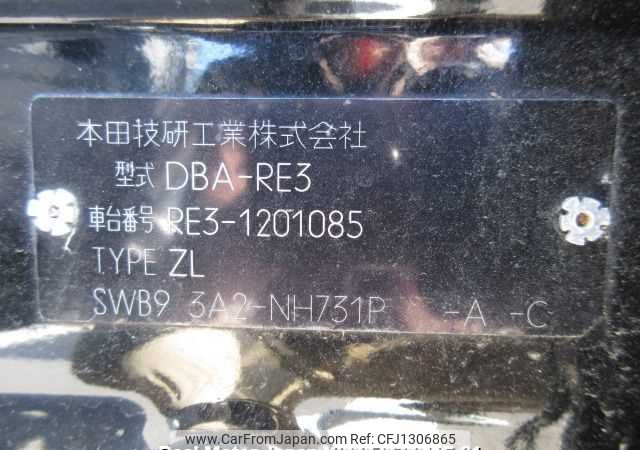 本田技研工業株式会社
型式 DBA-RE3
車台番号 RE3-1201085
TYPE ZL
SWB9 3A2-NH731P -A -C
www.CarFromJapan.com CFJ1306865